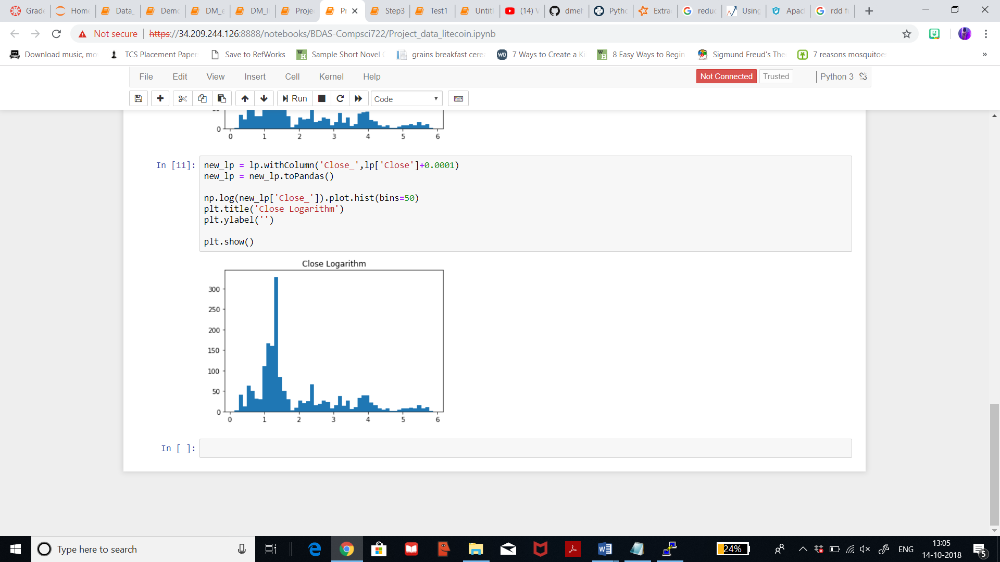 Grade Home Data_ Demo DM_e DM_li Projec Pr Step3 Test1 Untitl (14) V dmeh Pytho Extra reduc Using Apac rdd f
Not secure https://34.209.244.126:8888/notebooks/BDAS-Compsci722/Project_data_litecoin.ipynb
Download music, mo TCS Placement Paper Save to RefWorks Sample Short Novel grains breakfast cere 7 Ways to Create a Ki 8 Easy Ways to Begin Sigmund Freud's The 7 reasons mosquitoe »
File Edit View Insert Cell Kernel Help Not Connected Trusted Python 3
Run Code
0
0 1 2 3 4 5 6
In [11]:
new_lp = lp.withColumn('Close_',lp['Close']+0.0001)
new_lp = new_lp.toPandas()
np.log(new_lp['Close_']).plot.hist(bins=50)
plt.title('Close Logarithm')
plt.ylabel('')
plt.show()
Close Logarithm
300
250
200
150
100
50
0
0 1 2 3 4 5 6
In [ ]:
Type here to search 24% ENG 13:05
14-10-2018 5